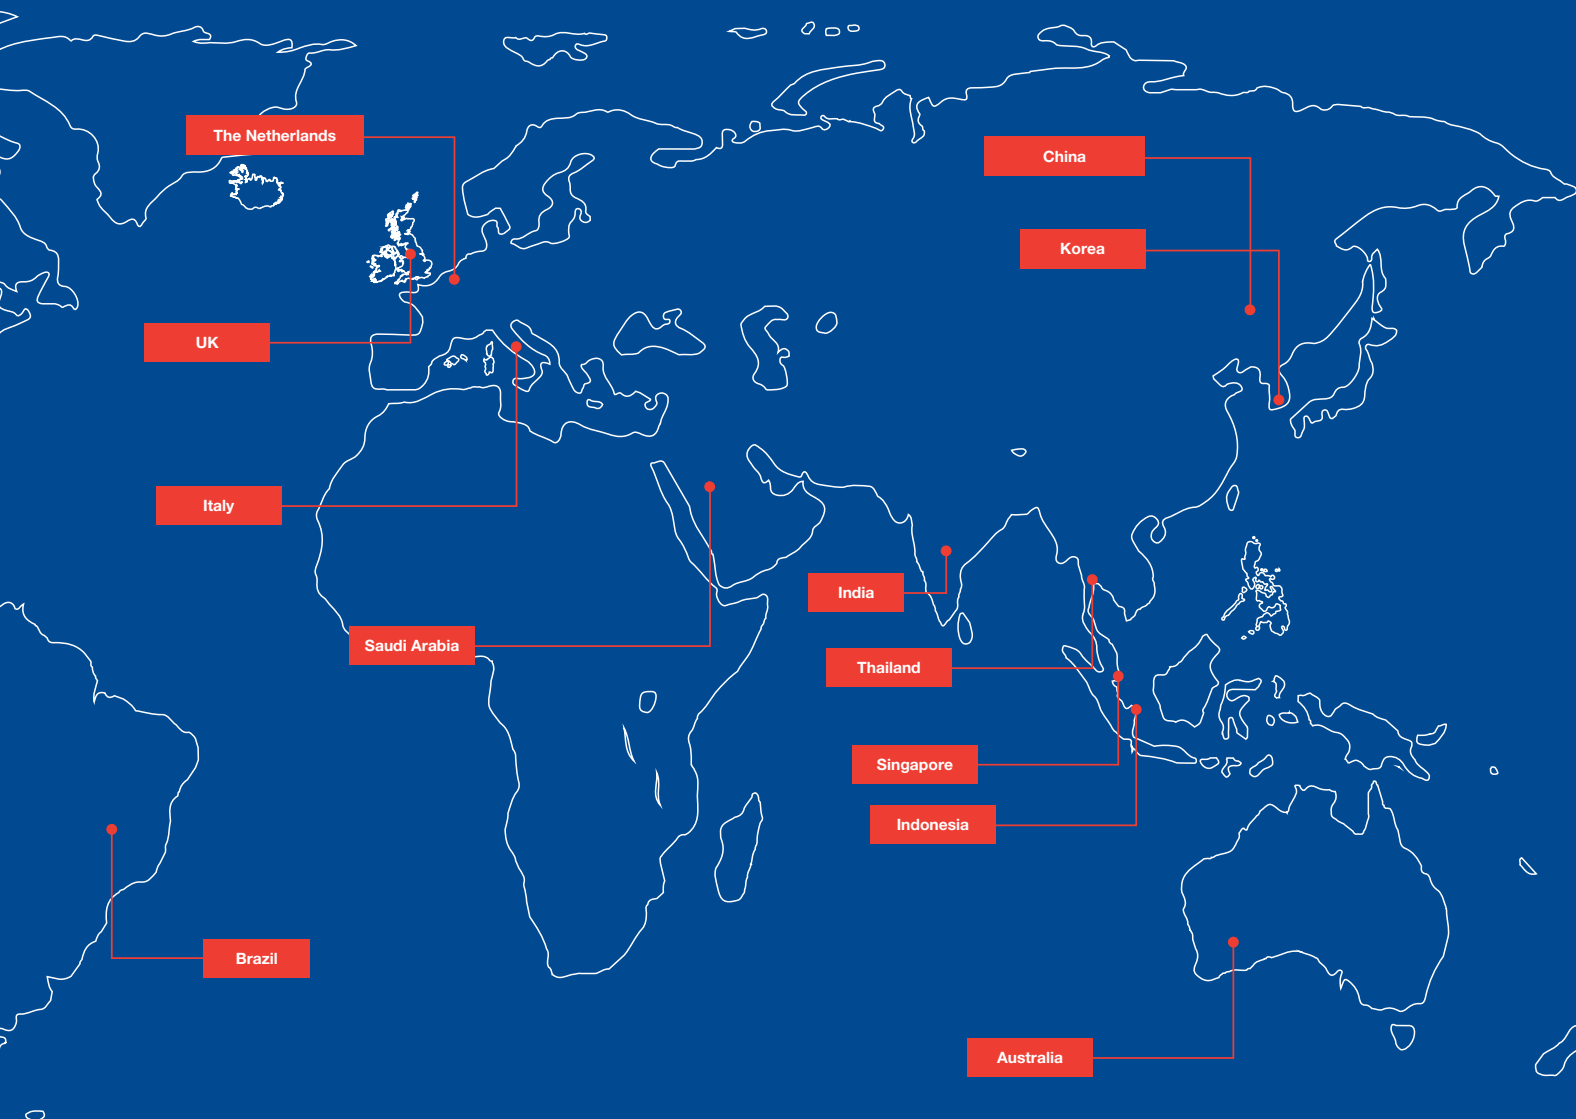 The Netherlands
China
Korea
UK
Italy
India
Saudi Arabia
Thailand
Singapore
Indonesia
Brazil
Australia